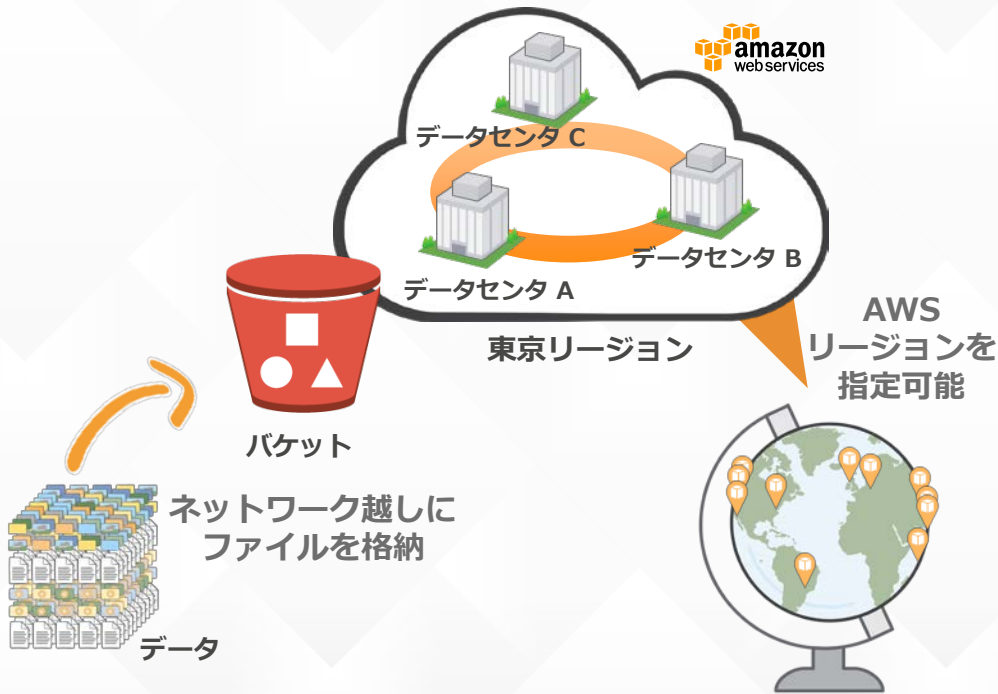 amazon
webservices
データセンタ C
データセンタ B
データセンタ A
東京リージョン
AWS
リージョンを
指定可能
バケット
ネットワーク越しに
ファイルを格納
データ